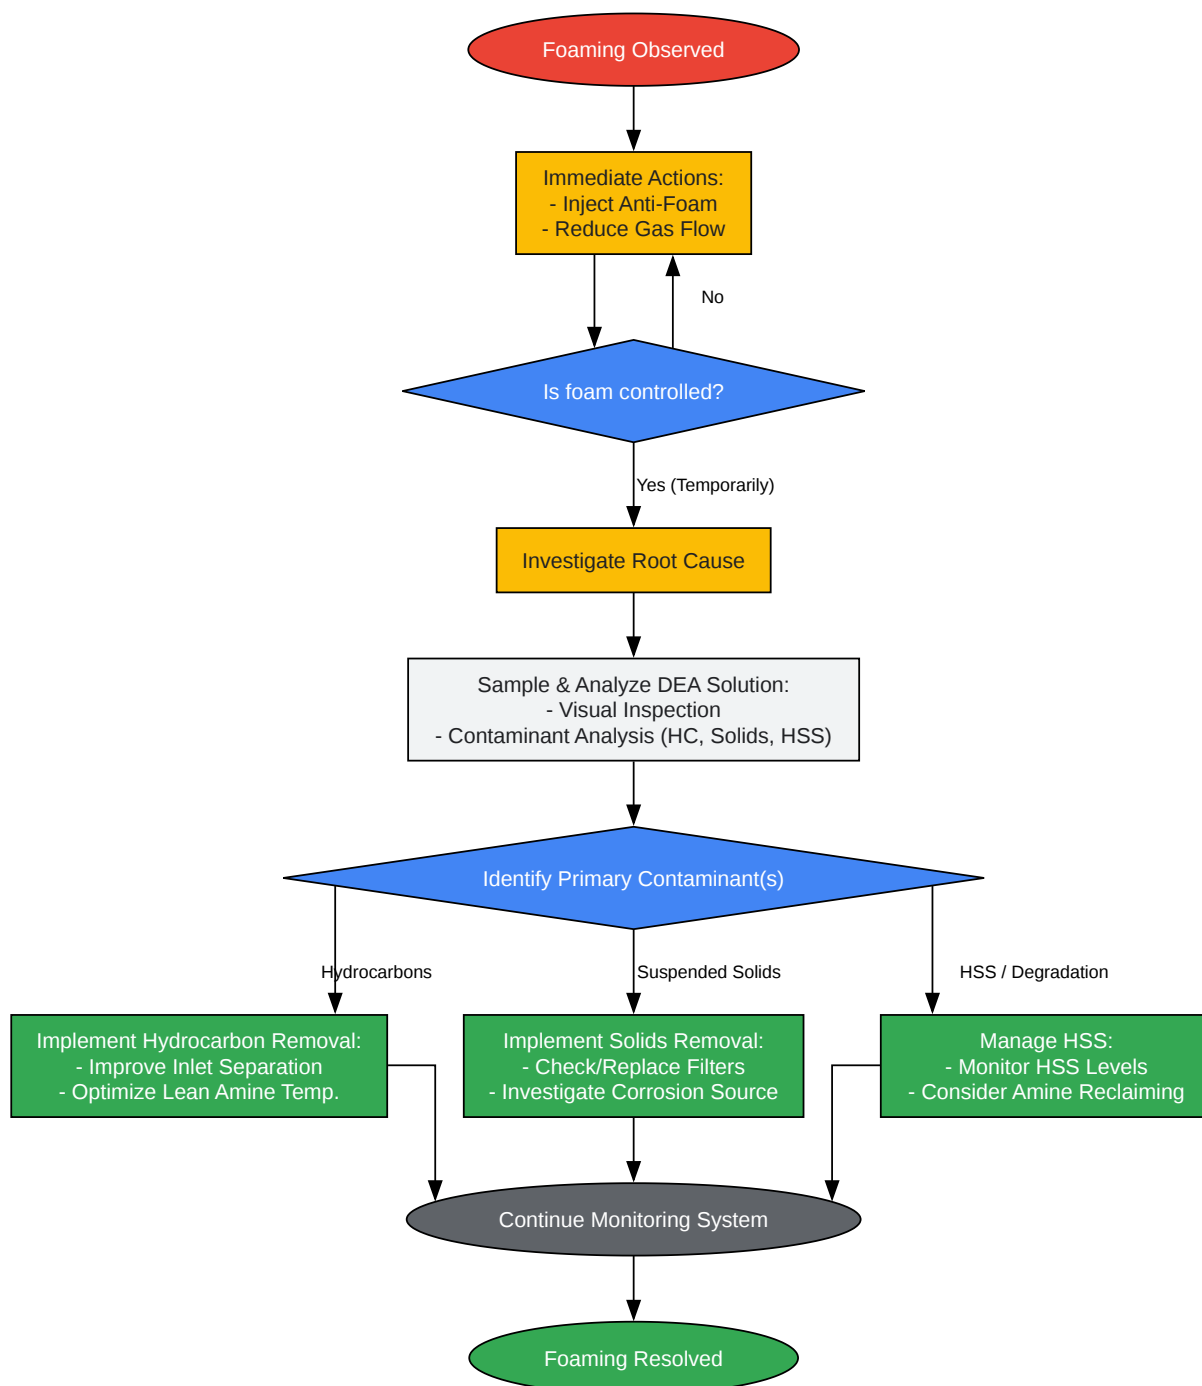 Foaming Observed
Immediate Actions:
- Inject Anti-Foam
- Reduce Gas Flow
No
Is foam controlled?
Yes (Temporarily)
Investigate Root Cause
Sample & Analyze DEA Solution:
- Visual Inspection
- Contaminant Analysis (HC, Solids, HSS)
Identify Primary Contaminant(s)
Hydrocarbons
Suspended Solids
HSS / Degradation
Implement Hydrocarbon Removal:
- Improve Inlet Separation
- Optimize Lean Amine Temp.
Implement Solids Removal:
- Check/Replace Filters
- Investigate Corrosion Source
Manage HSS:
- Monitor HSS Levels
- Consider Amine Reclaiming
Continue Monitoring System
Foaming Resolved